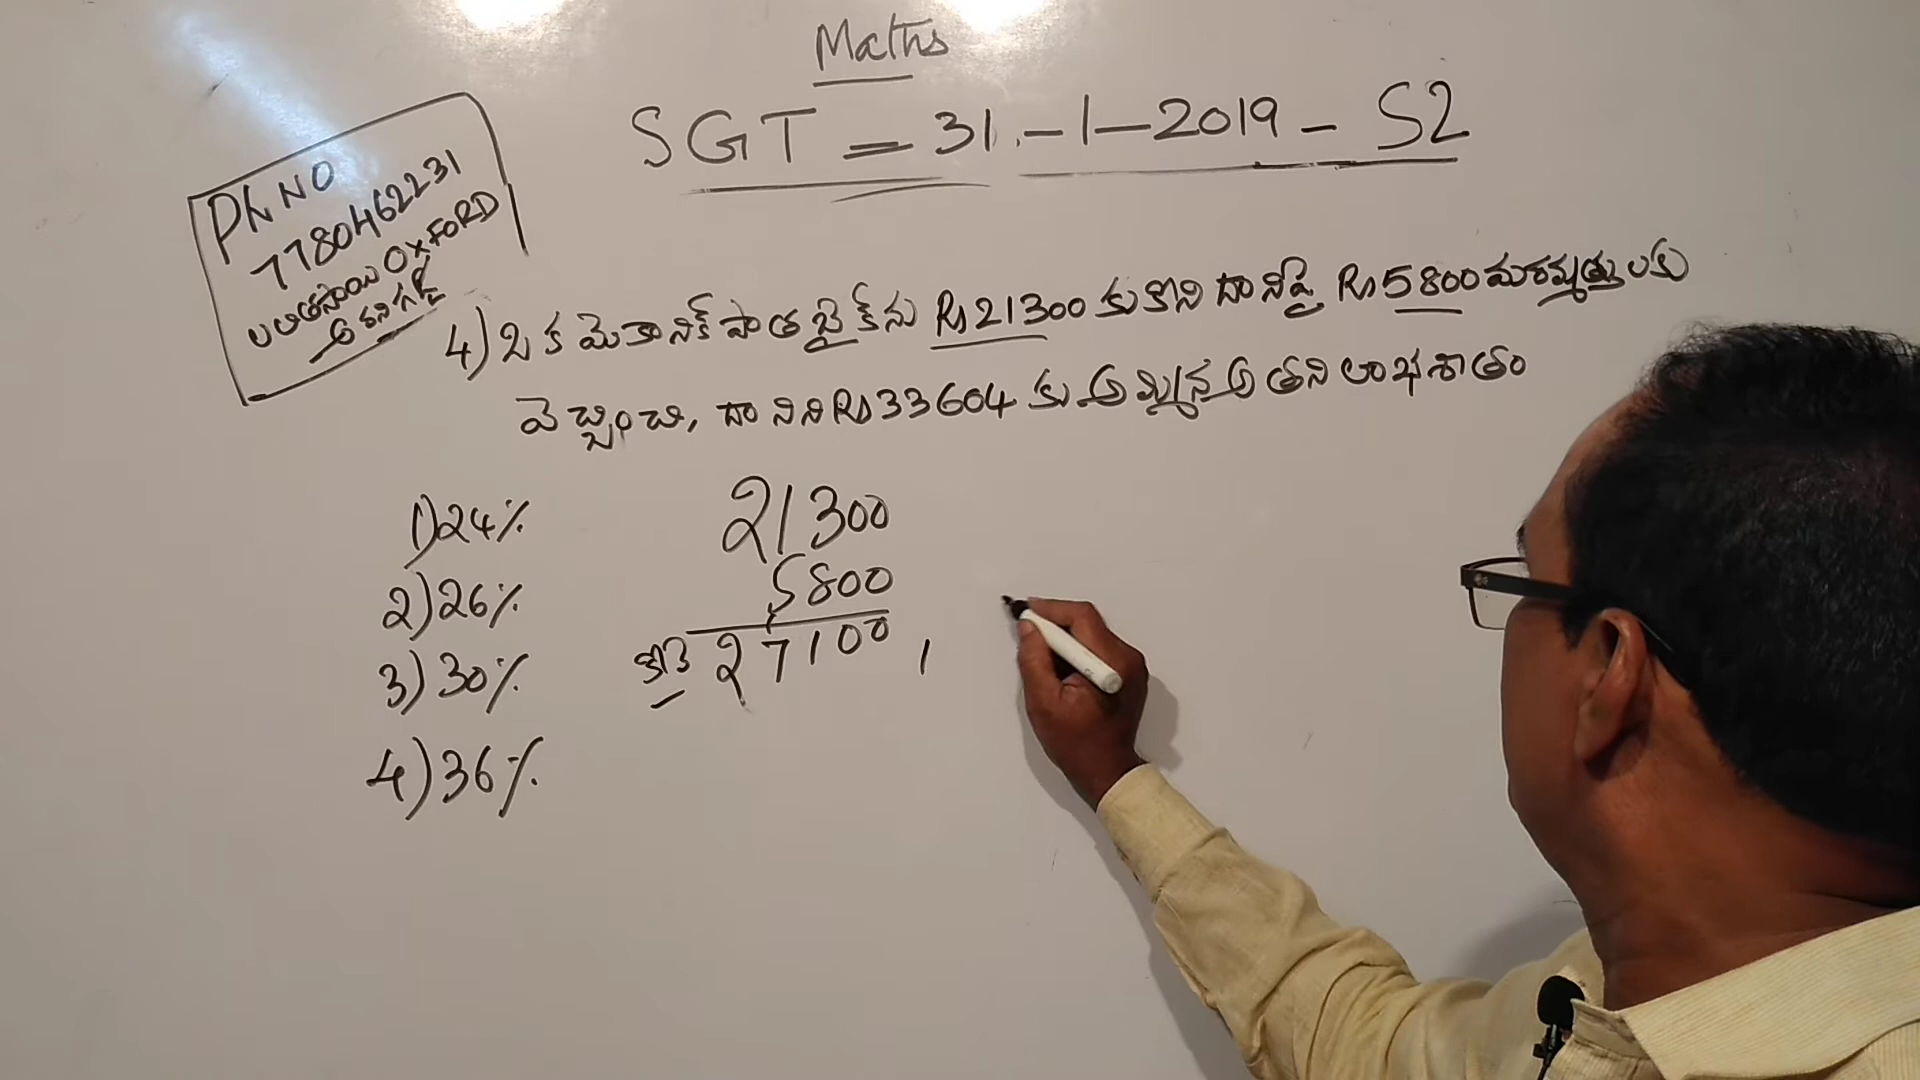 Maths
SGT = 31-1-2019 - S2
Ph NO
7780462231
OXFORD
4) ఒక మెకానిక్ పాత బైక్ ను Rs 21300 కు కొని దానిపై Rs 5800 మరమ్మత్తులకు
వెచ్చించి, దానిని Rs 33604 కు అమ్మిన అతని లాభశాతం
1) 24%
2) 26%
3) 30%
4) 36%
21300
5800
27100,